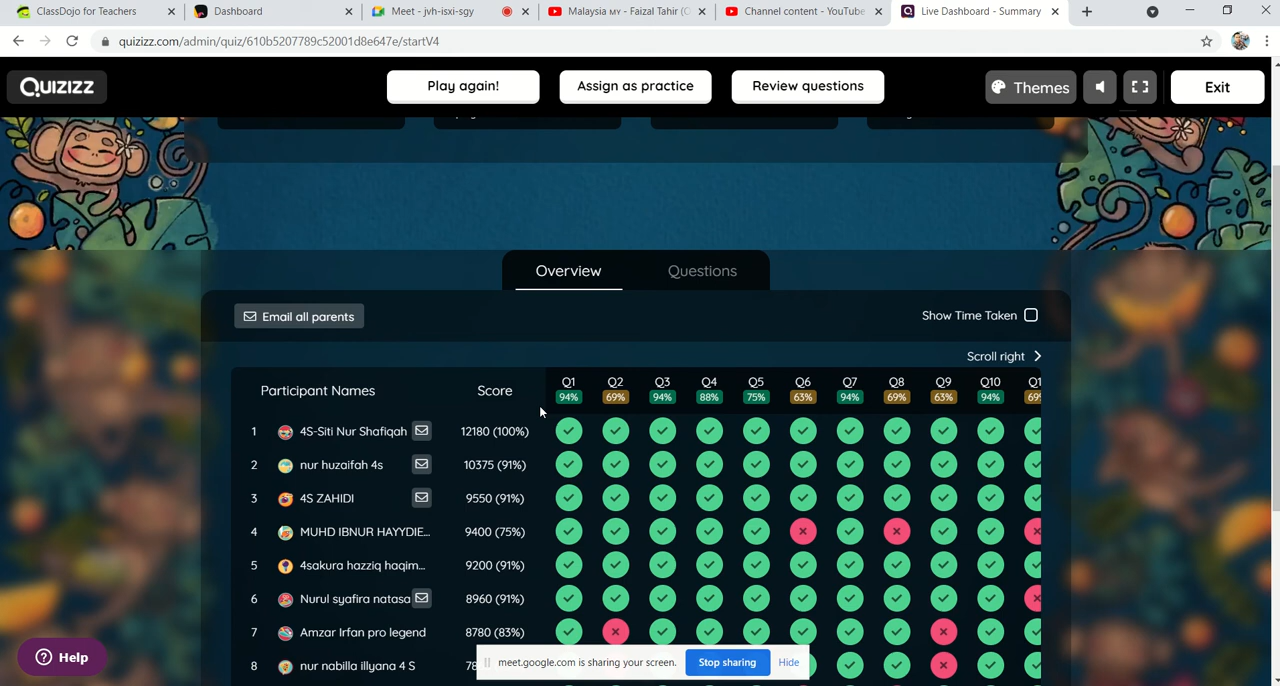 ClassDojo for Teachers
Dashboard
Meet - jvh-isxi-sgy
Malaysia ᴍʏ - Faizal Tahir (O
Channel content - YouTube
Live Dashboard - Summary
quizizz.com/admin/quiz/610b5207789c52001d8e647e/startV4
Quizizz
Play again!
Assign as practice
Review questions
Themes
Exit
Overview
Questions
Email all parents
Show Time Taken
Scroll right
Participant Names Score Q1 Q2 Q3 Q4 Q5 Q6 Q7 Q8 Q9 Q10
94% 69% 94% 88% 75% 63% 94% 69% 63% 94%
1 4S-Siti Nur Shafiqah 12180 (100%)
2 nur huzaifah 4s 10375 (91%)
3 4S ZAHIDI 9550 (91%)
4 MUHD IBNUR HAYYDIE... 9400 (75%)
5 4sakura hazziq haqim... 9200 (91%)
6 Nurul syafira natasa 8960 (91%)
7 Amzar Irfan pro legend 8780 (83%)
8 nur nabilla illyana 4 S
Help
meet.google.com is sharing your screen.
Stop sharing
Hide